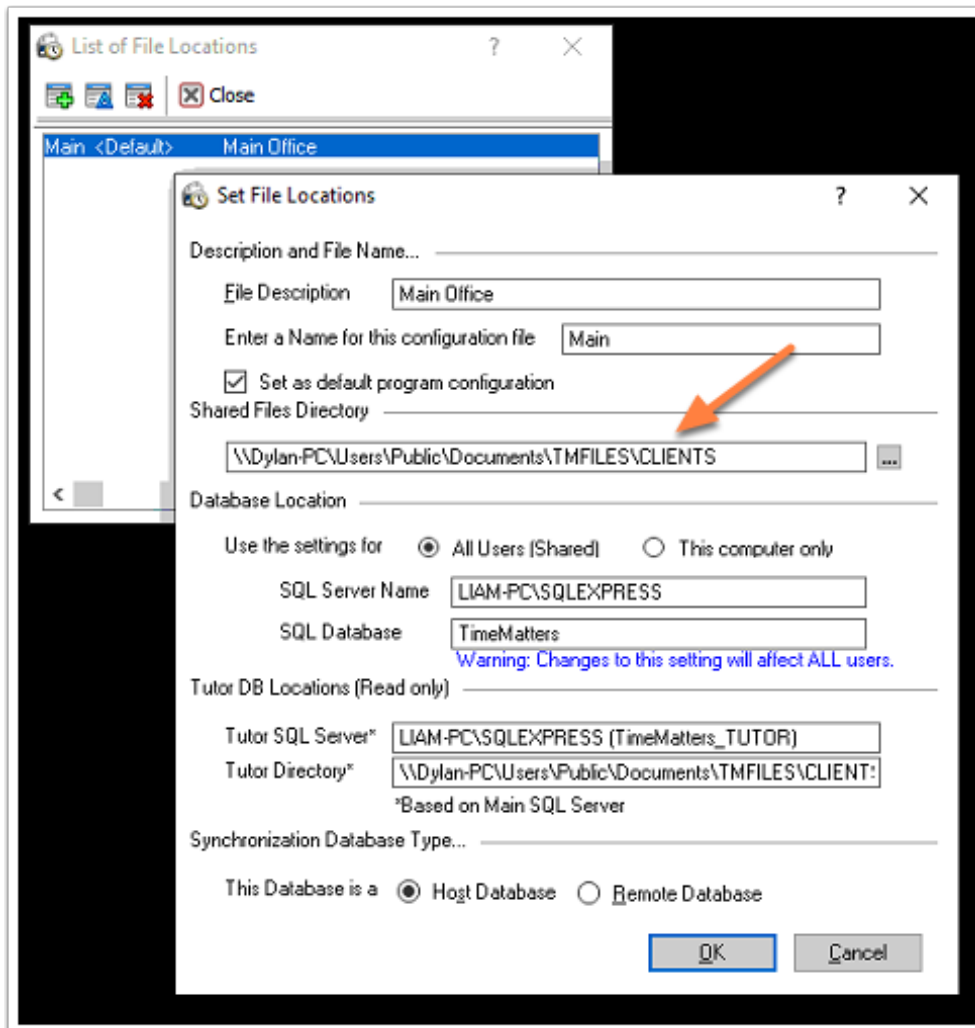 List of File Locations ?
Close
Main <Default> Main Office
Set File Locations ?
Description and File Name...
File Description Main Office
Enter a Name for this configuration file Main
Set as default program configuration
Shared Files Directory
\\Dylan-PC\Users\Public\Documents\TMFILES\CLIENTS ...
Database Location
Use the settings for All Users (Shared) This computer only
SQL Server Name LIAM-PC\SQLEXPRESS
SQL Database TimeMatters
Warning: Changes to this setting will affect ALL users.
Tutor DB Locations (Read only)
Tutor SQL Server* LIAM-PC\SQLEXPRESS (TimeMatters_TUTOR)
Tutor Directory* \\Dylan-PC\Users\Public\Documents\TMFILES\CLIENT
*Based on Main SQL Server
Synchronization Database Type...
This Database is a Host Database Remote Database
OK Cancel